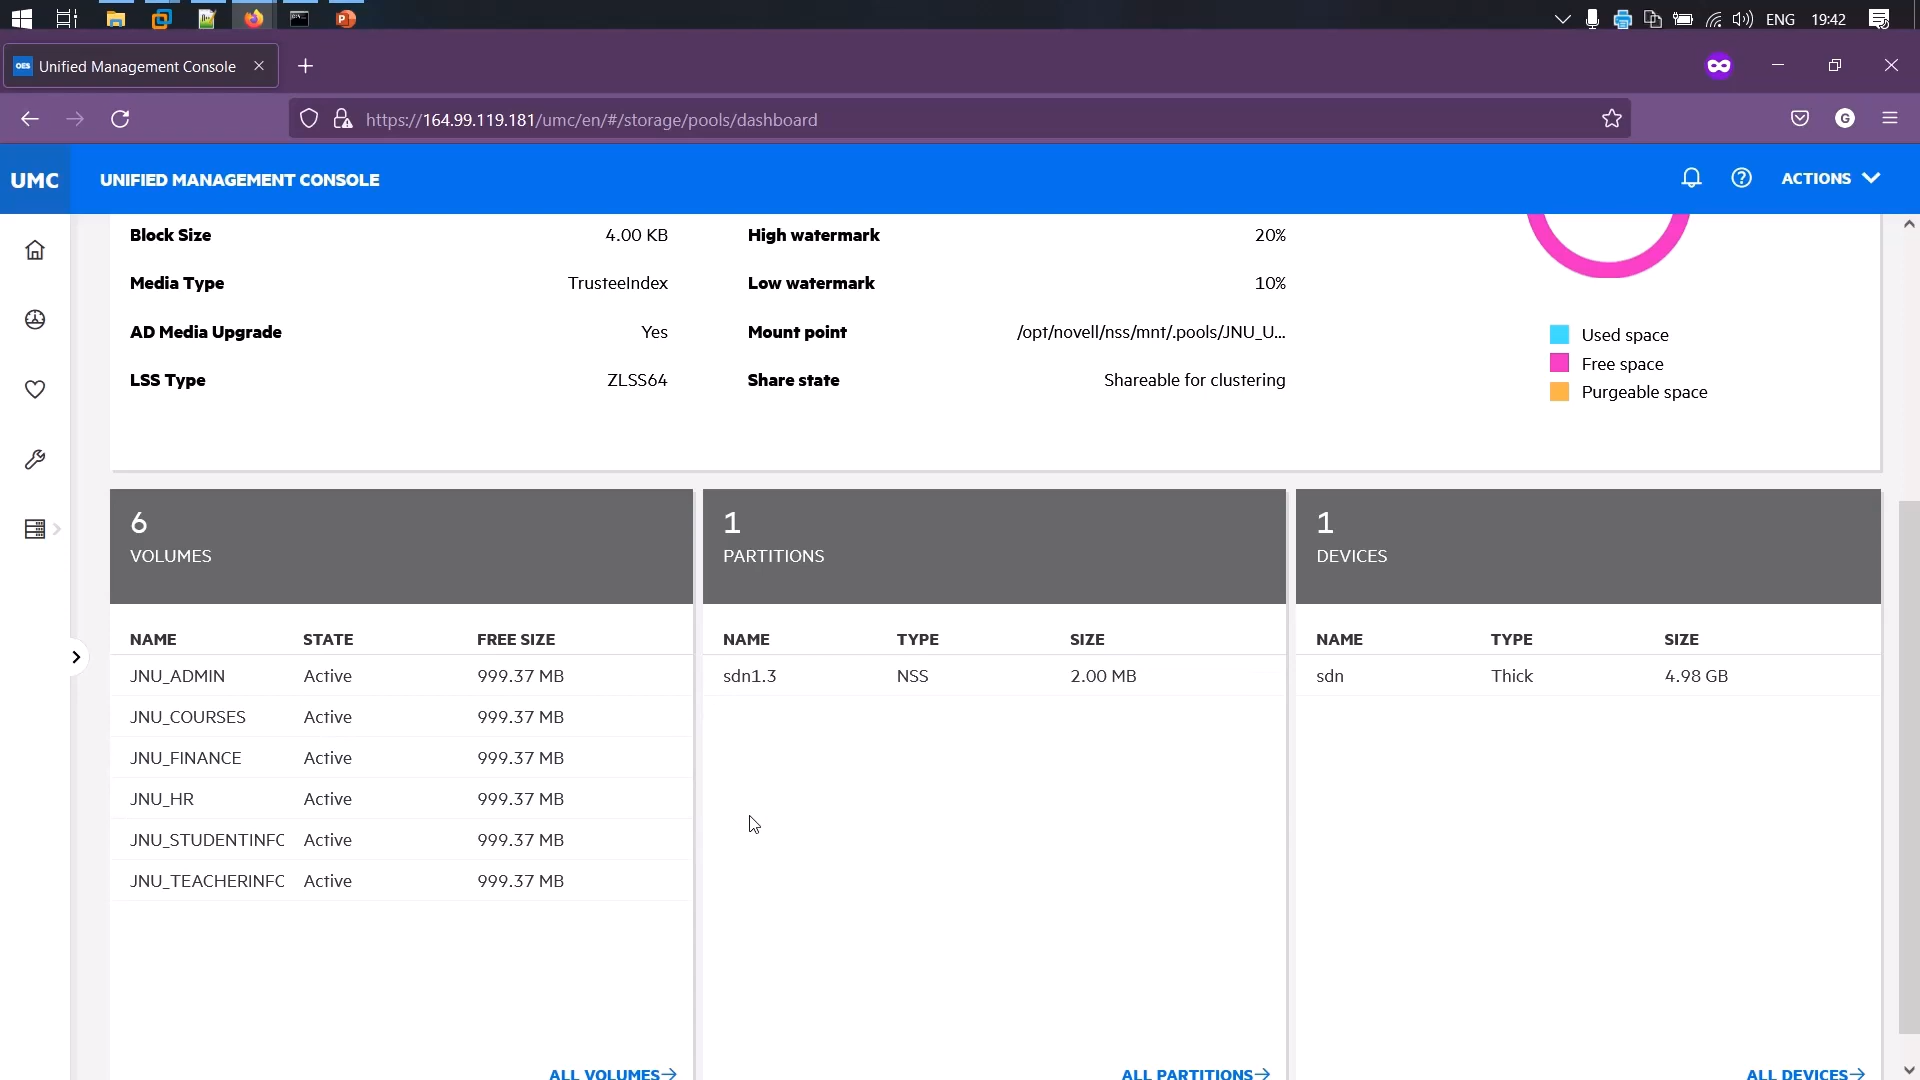 ENG 19:42
OES Unified Management Console
https://164.99.119.181/umc/en/#/storage/pools/dashboard
G
UMC UNIFIED MANAGEMENT CONSOLE ACTIONS
Block Size 4.00 KB High watermark 20%
Media Type TrusteeIndex Low watermark 10%
AD Media Upgrade Yes Mount point /opt/novell/nss/mnt/.pools/JNU_U...
LSS Type ZLSS64 Share state Shareable for clustering
Used space
Free space
Purgeable space
6
VOLUMES
NAME STATE FREE SIZE
JNU_ADMIN Active 999.37 MB
JNU_COURSES Active 999.37 MB
JNU_FINANCE Active 999.37 MB
JNU_HR Active 999.37 MB
JNU_STUDENTINFO Active 999.37 MB
JNU_TEACHERINFO Active 999.37 MB
ALL VOLUMES
1
PARTITIONS
NAME TYPE SIZE
sdn1.3 NSS 2.00 MB
ALL PARTITIONS
1
DEVICES
NAME TYPE SIZE
sdn Thick 4.98 GB
ALL DEVICES